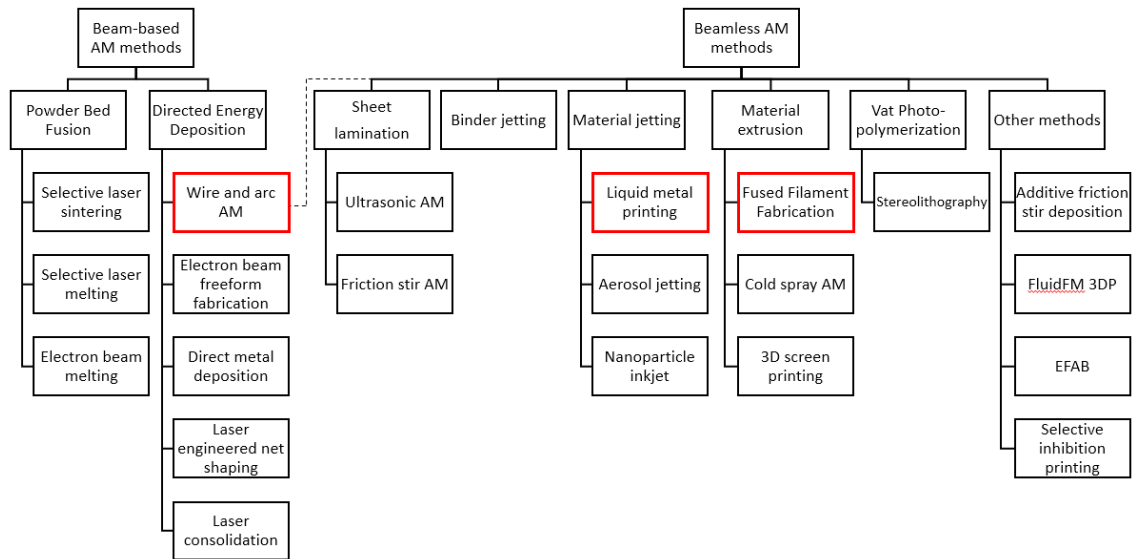 Beam-based
AM methods
Beamless AM
methods
Powder Bed
Fusion
Directed Energy
Deposition
Sheet
lamination
Binder jetting
Material jetting
Material
extrusion
Vat Photo-
polymerization
Other methods
Selective laser
sintering
Wire and arc
AM
Ultrasonic AM
Liquid metal
printing
Fused Filament
Fabrication
Stereolithography
Additive friction
stir deposition
Selective laser
melting
Electron beam
freeform
fabrication
Friction stir AM
Aerosol jetting
Cold spray AM
FluidFM 3DP
Electron beam
melting
Direct metal
deposition
Nanoparticle
inkjet
3D screen
printing
EFAB
Laser
engineered net
shaping
Selective
inhibition
printing
Laser
consolidation